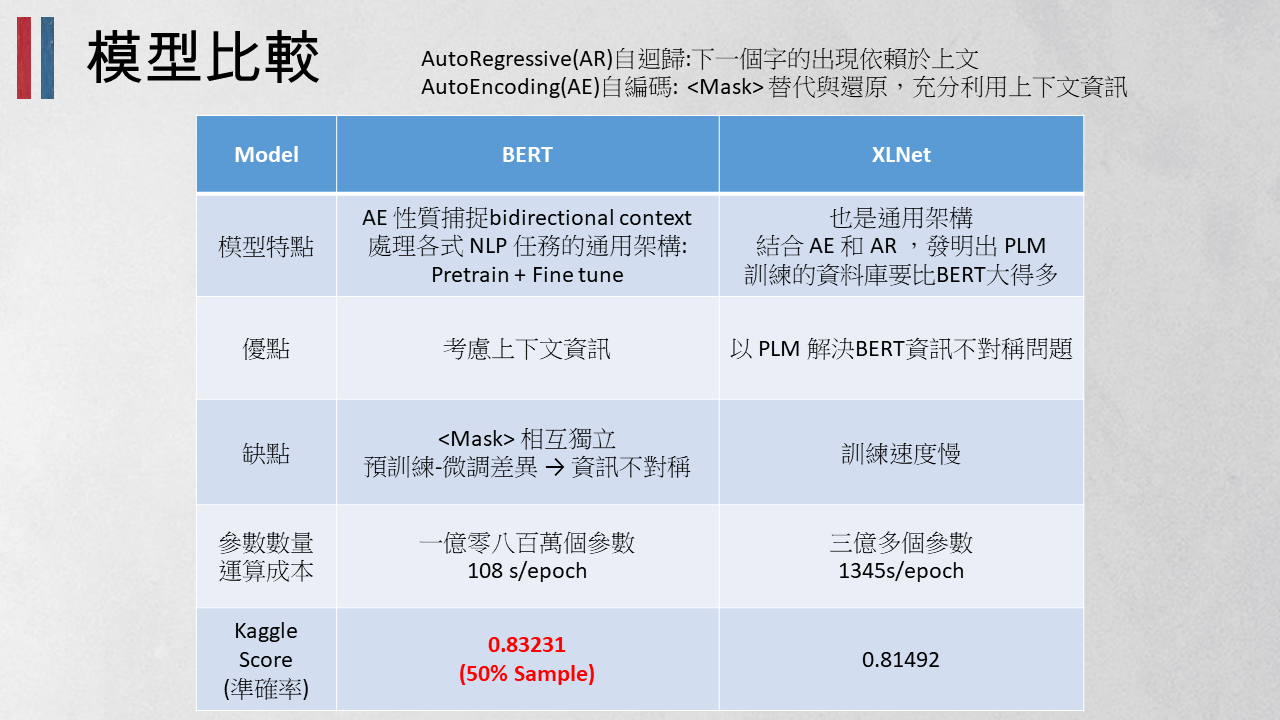 模型比較
AutoRegressive(AR)自迴歸:下一個字的出現依賴於上文
AutoEncoding(AE)自編碼: <Mask> 替代與還原，充分利用上下文資訊
Model
BERT
XLNet
模型特點
AE 性質捕捉bidirectional context
處理各式 NLP 任務的通用架構:
Pretrain + Fine tune
也是通用架構
結合 AE 和 AR ，發明出 PLM
訓練的資料庫要比BERT大得多
優點
考慮上下文資訊
以 PLM 解決BERT資訊不對稱問題
缺點
<Mask> 相互獨立
預訓練-微調差異 → 資訊不對稱
訓練速度慢
參數數量
運算成本
一億零八百萬個參數
108 s/epoch
三億多個參數
1345s/epoch
Kaggle
Score
(準確率)
0.83231
(50% Sample)
0.81492